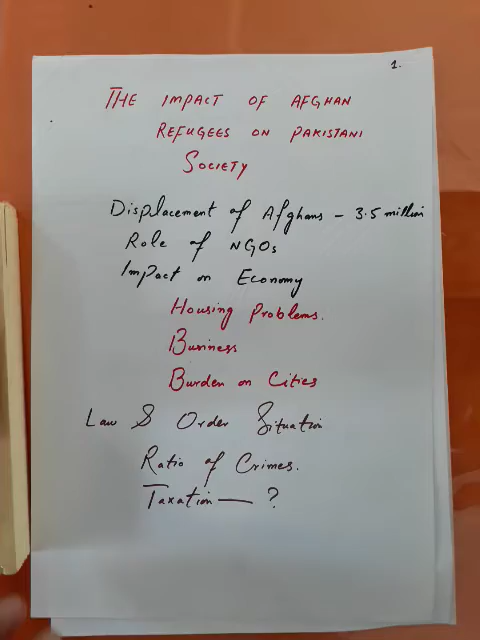 1.
THE IMPACT OF AFGHAN
REFUGEES ON PAKISTANI
SOCIETY
Displacement of Afghans - 3.5 million
Role of NGOs
Impact on Economy
Housing Problems.
Business
Burden on Cities
Law & Order Situation
Ratio of Crimes.
Taxation — ?